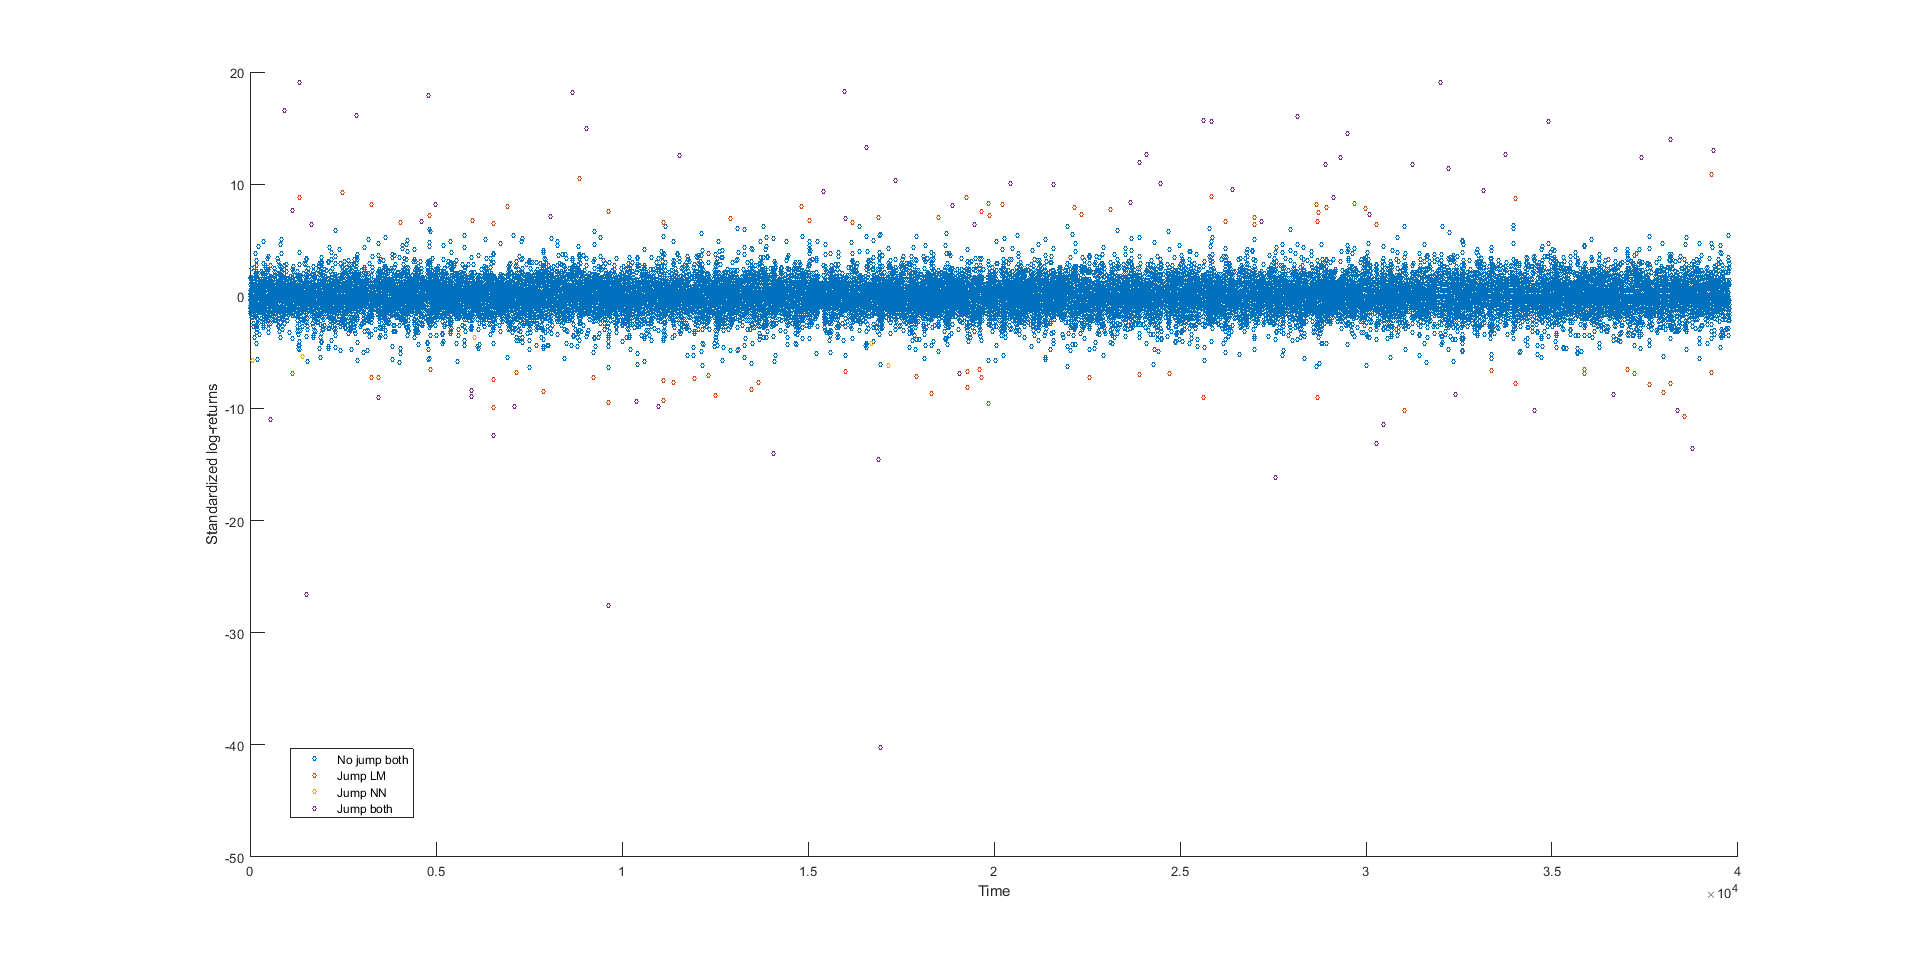 20
10
0
-10
-20
-30
-40
-50
Standardized log-returns
No jump both
Jump LM
Jump NN
Jump both
0 0.5 1 1.5 2 2.5 3 3.5 4
Time
×10⁴